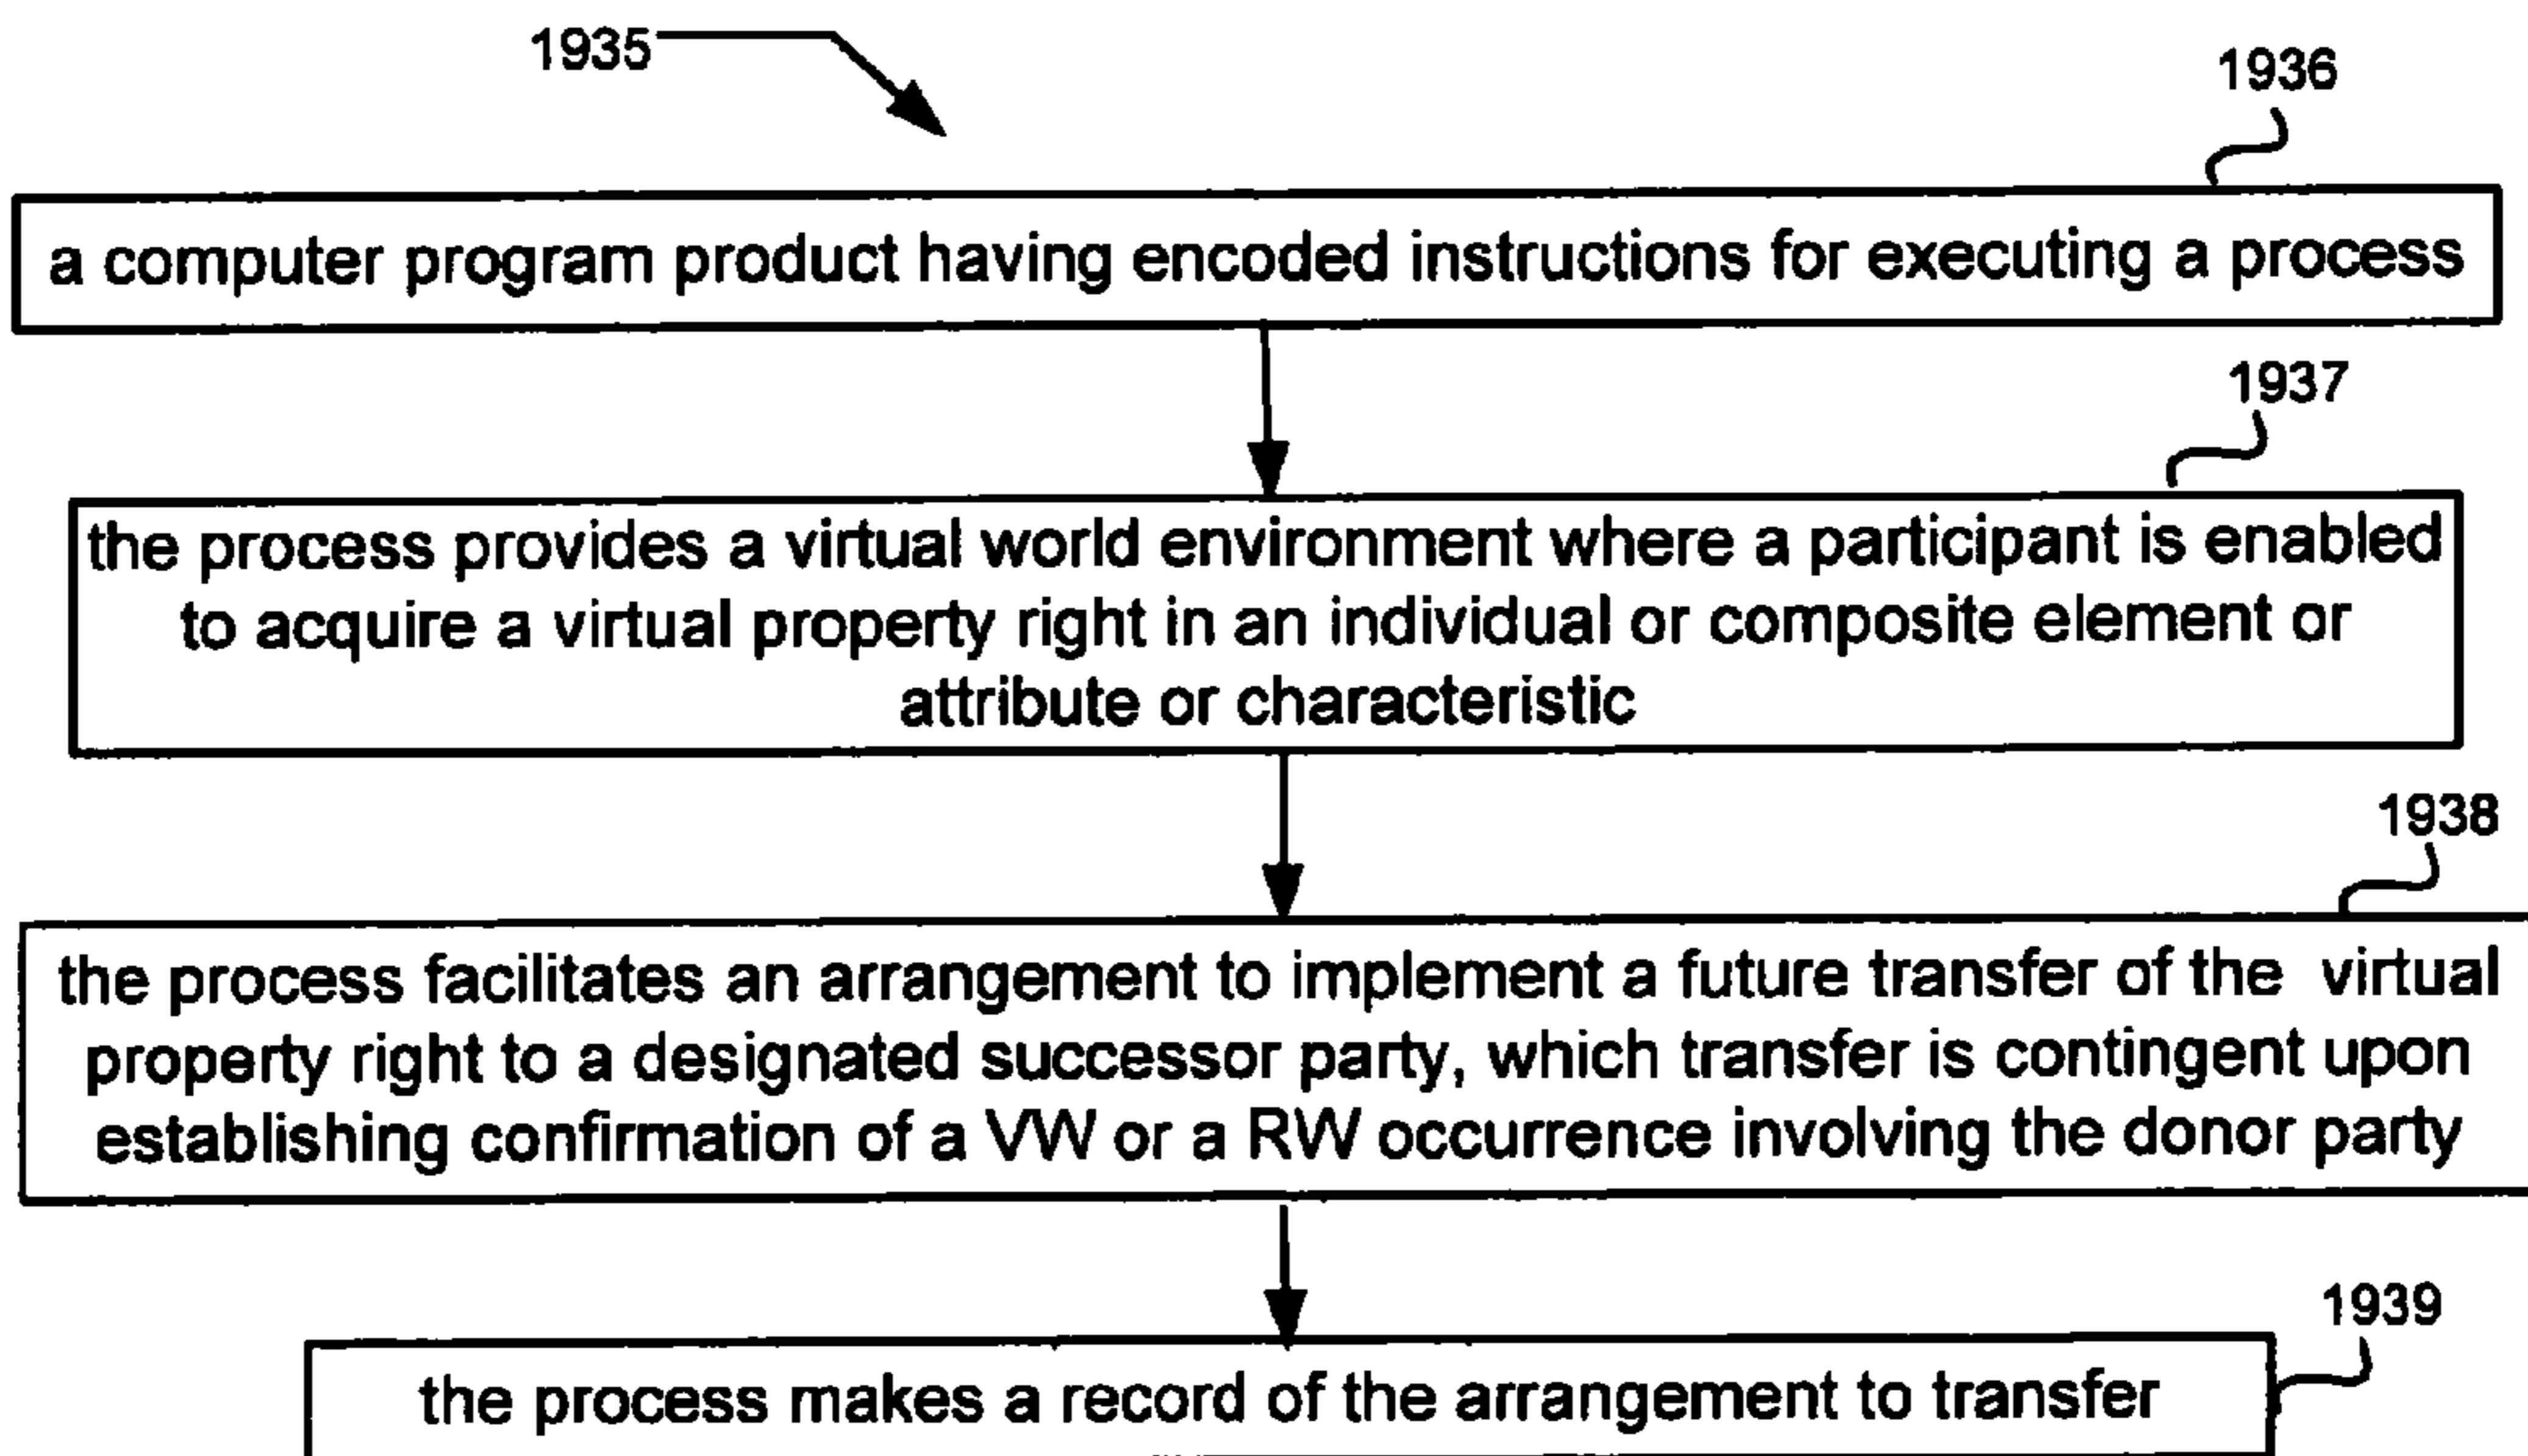 1935
1936
a computer program product having encoded instructions for executing a process
1937
the process provides a virtual world environment where a participant is enabled
to acquire a virtual property right in an individual or composite element or
attribute or characteristic
1938
the process facilitates an arrangement to implement a future transfer of the virtual
property right to a designated successor party, which transfer is contingent upon
establishing confirmation of a VW or a RW occurrence involving the donor party
1939
the process makes a record of the arrangement to transfer